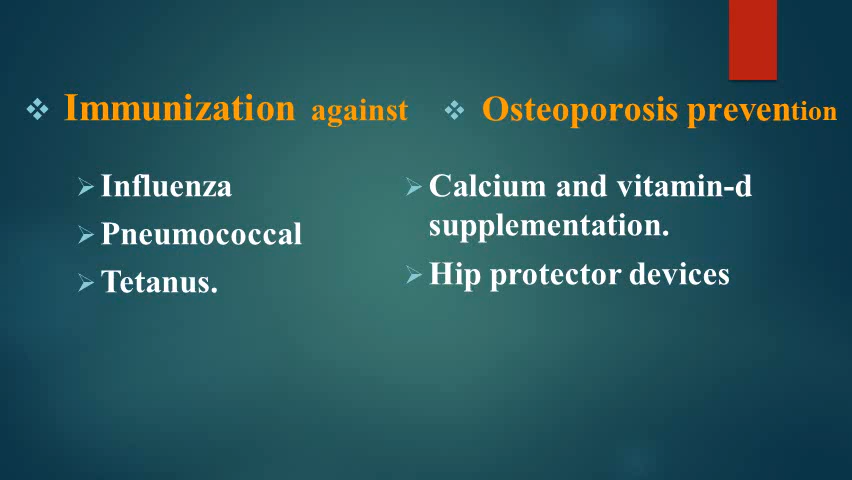 Immunization against
Influenza
Pneumococcal
Tetanus.
Osteoporosis prevention
Calcium and vitamin-d
supplementation.
Hip protector devices